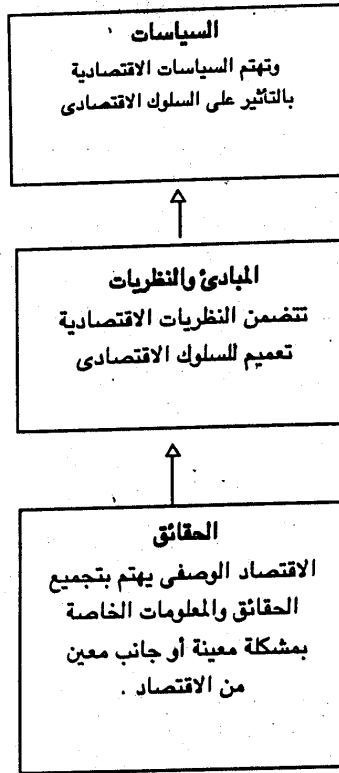 السياسات
وتهتم السياسات الاقتصادية
بالتأثير على السلوك الاقتصادى
المبادئ والنظريات
تتضمن النظريات الاقتصادية
تعميم للسلوك الاقتصادى
الحقائق
الاقتصاد الوصفى يهتم بتجميع
الحقائق والمعلومات الخاصة
بمشكلة معينة أو جانب معين
من الاقتصاد .